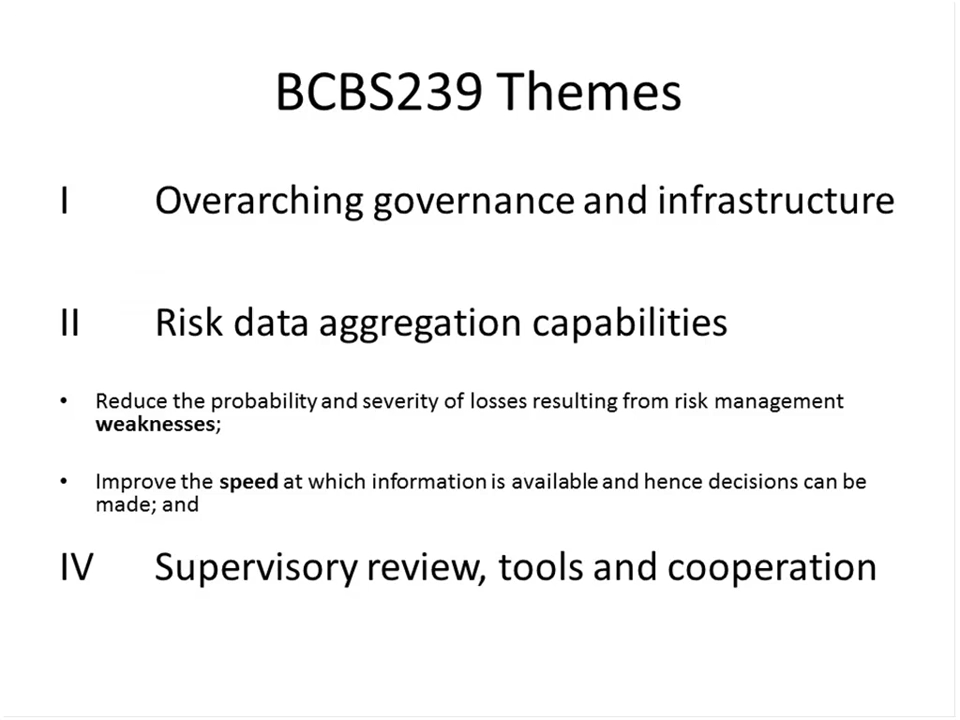 BCBS239 Themes
I Overarching governance and infrastructure
II Risk data aggregation capabilities
• Reduce the probability and severity of losses resulting from risk management
weaknesses;
• Improve the speed at which information is available and hence decisions can be
made; and
IV Supervisory review, tools and cooperation